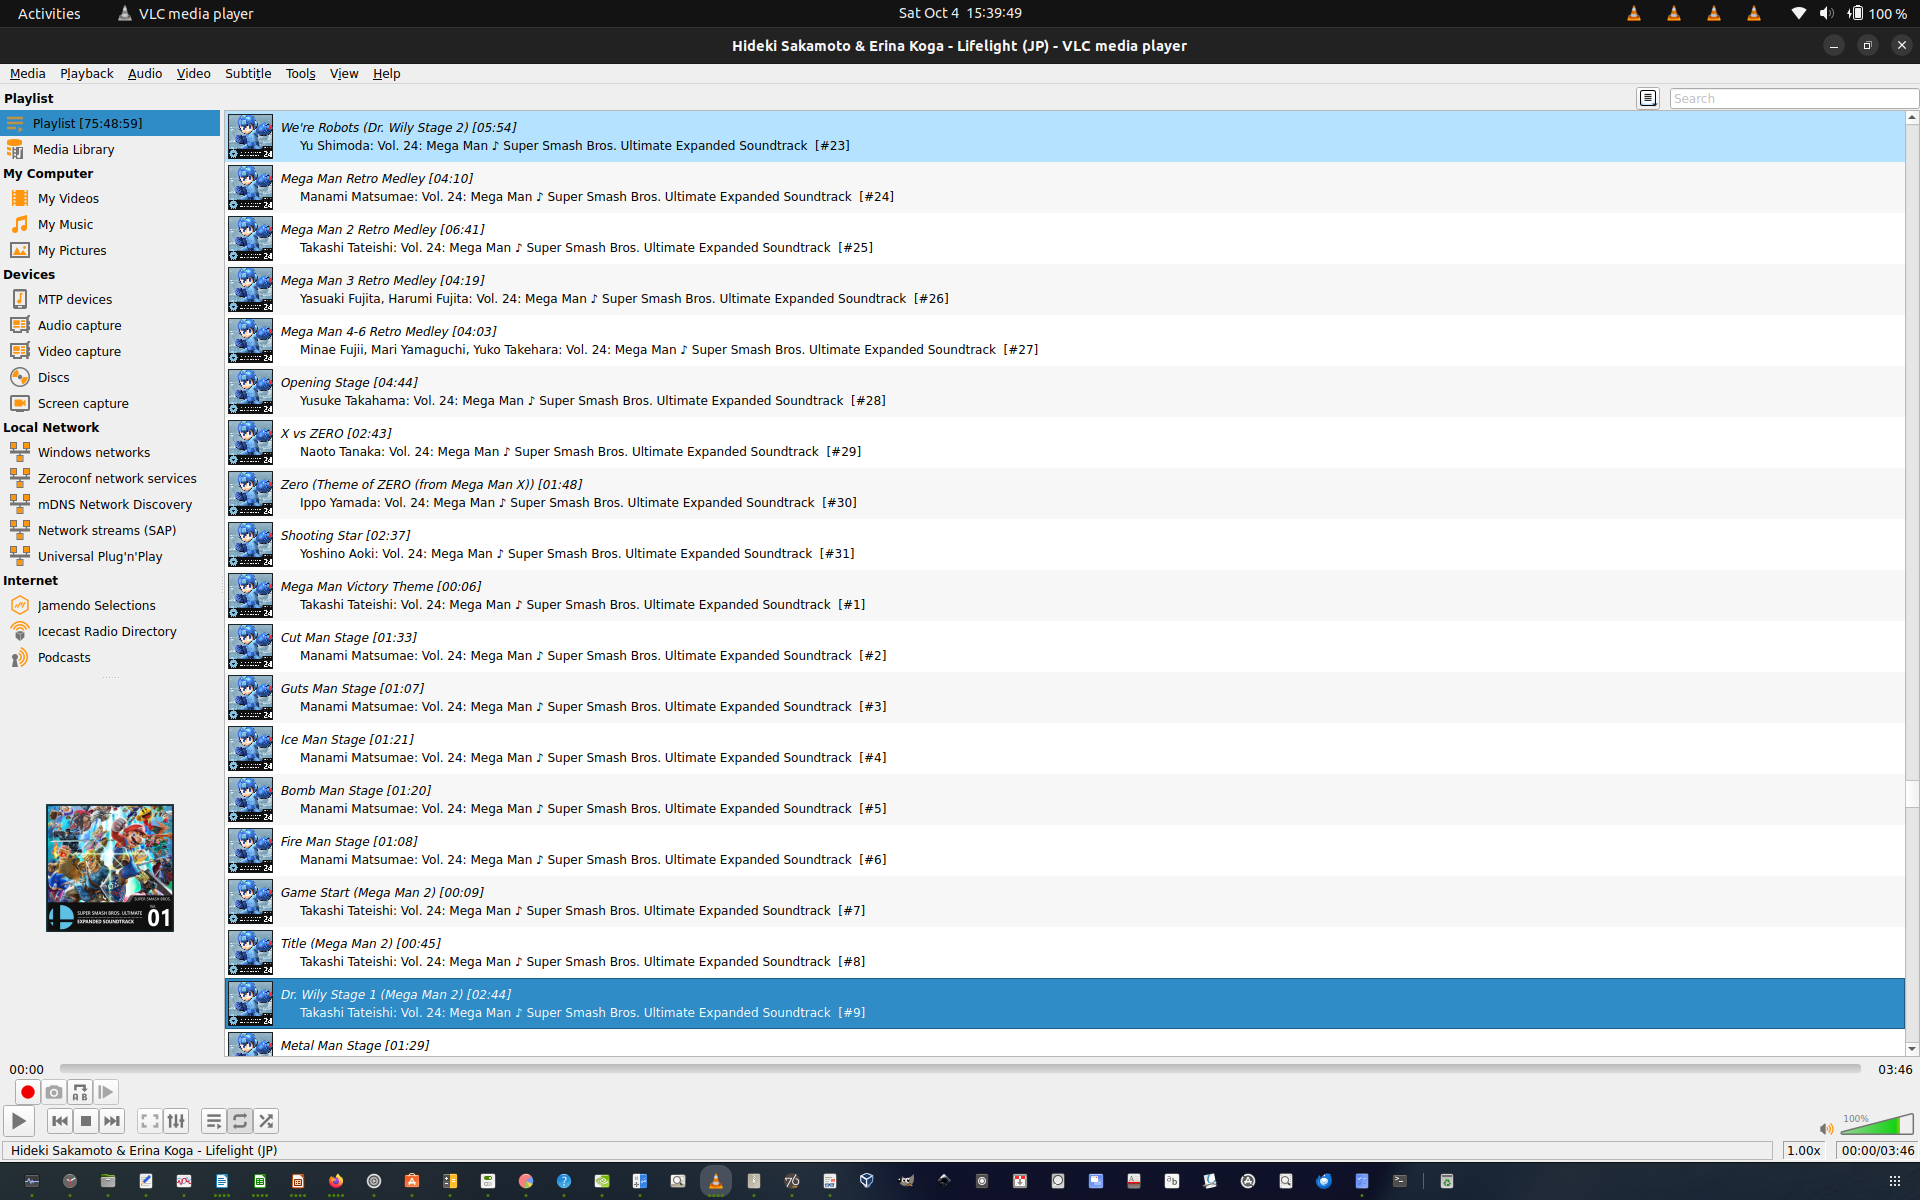 Activities
VLC media player
Sat Oct 4  15:39:49
100 %
Hideki Sakamoto & Erina Koga - Lifelight (JP) - VLC media player
Media Playback Audio Video Subtitle Tools View Help
Playlist
Search
Playlist [75:48:59]
Media Library
My Computer
My Videos
My Music
My Pictures
Devices
MTP devices
Audio capture
Video capture
Discs
Screen capture
Local Network
Windows networks
Zeroconf network services
mDNS Network Discovery
Network streams (SAP)
Universal Plug'n'Play
Internet
Jamendo Selections
Icecast Radio Directory
Podcasts
SUPER SMASH BROS. ULTIMATE
EXPANDED SOUNDTRACK
01
We're Robots (Dr. Wily Stage 2) [05:54]
Yu Shimoda: Vol. 24: Mega Man ♪ Super Smash Bros. Ultimate Expanded Soundtrack  [#23]
Mega Man Retro Medley [04:10]
Manami Matsumae: Vol. 24: Mega Man ♪ Super Smash Bros. Ultimate Expanded Soundtrack  [#24]
Mega Man 2 Retro Medley [06:41]
Takashi Tateishi: Vol. 24: Mega Man ♪ Super Smash Bros. Ultimate Expanded Soundtrack  [#25]
Mega Man 3 Retro Medley [04:19]
Yasuaki Fujita, Harumi Fujita: Vol. 24: Mega Man ♪ Super Smash Bros. Ultimate Expanded Soundtrack  [#26]
Mega Man 4-6 Retro Medley [04:03]
Minae Fujii, Mari Yamaguchi, Yuko Takehara: Vol. 24: Mega Man ♪ Super Smash Bros. Ultimate Expanded Soundtrack  [#27]
Opening Stage [04:44]
Yusuke Takahama: Vol. 24: Mega Man ♪ Super Smash Bros. Ultimate Expanded Soundtrack  [#28]
X vs ZERO [02:43]
Naoto Tanaka: Vol. 24: Mega Man ♪ Super Smash Bros. Ultimate Expanded Soundtrack  [#29]
Zero (Theme of ZERO (from Mega Man X)) [01:48]
Ippo Yamada: Vol. 24: Mega Man ♪ Super Smash Bros. Ultimate Expanded Soundtrack  [#30]
Shooting Star [02:37]
Yoshino Aoki: Vol. 24: Mega Man ♪ Super Smash Bros. Ultimate Expanded Soundtrack  [#31]
Mega Man Victory Theme [00:06]
Takashi Tateishi: Vol. 24: Mega Man ♪ Super Smash Bros. Ultimate Expanded Soundtrack  [#1]
Cut Man Stage [01:33]
Manami Matsumae: Vol. 24: Mega Man ♪ Super Smash Bros. Ultimate Expanded Soundtrack  [#2]
Guts Man Stage [01:07]
Manami Matsumae: Vol. 24: Mega Man ♪ Super Smash Bros. Ultimate Expanded Soundtrack  [#3]
Ice Man Stage [01:21]
Manami Matsumae: Vol. 24: Mega Man ♪ Super Smash Bros. Ultimate Expanded Soundtrack  [#4]
Bomb Man Stage [01:20]
Manami Matsumae: Vol. 24: Mega Man ♪ Super Smash Bros. Ultimate Expanded Soundtrack  [#5]
Fire Man Stage [01:08]
Manami Matsumae: Vol. 24: Mega Man ♪ Super Smash Bros. Ultimate Expanded Soundtrack  [#6]
Game Start (Mega Man 2) [00:09]
Takashi Tateishi: Vol. 24: Mega Man ♪ Super Smash Bros. Ultimate Expanded Soundtrack  [#7]
Title (Mega Man 2) [00:45]
Takashi Tateishi: Vol. 24: Mega Man ♪ Super Smash Bros. Ultimate Expanded Soundtrack  [#8]
Dr. Wily Stage 1 (Mega Man 2) [02:44]
Takashi Tateishi: Vol. 24: Mega Man ♪ Super Smash Bros. Ultimate Expanded Soundtrack  [#9]
Metal Man Stage [01:29]
00:00
03:46
100%
Hideki Sakamoto & Erina Koga - Lifelight (JP)
1.00x
00:00/03:46